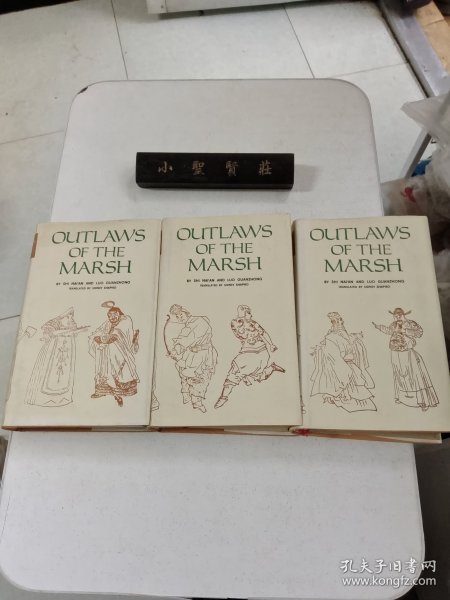 小聖賢莊
OUTLAWS
OF THE
MARSH
BY SHI NAI'AN AND LUO GUANZHONG
TRANSLATED BY SIDNEY SHAPIRO
OUTLAWS
OF THE
MARSH
BY SHI NAI'AN AND LUO GUANZHONG
TRANSLATED BY SIDNEY SHAPIRO
OUTLAWS
OF THE
MARSH
BY SHI NAI'AN AND LUO GUANZHONG
TRANSLATED BY SIDNEY SHAPIRO
孔夫子旧书网
www.kongfz.com